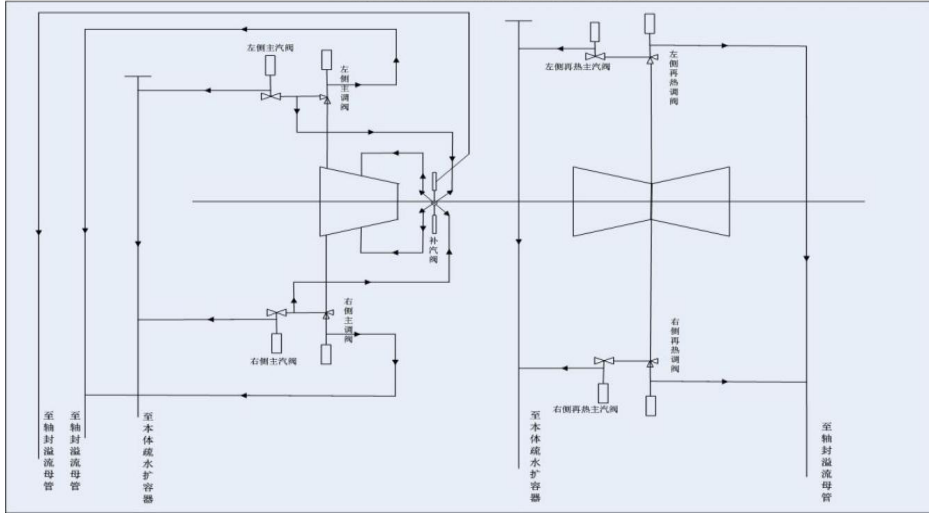 左侧主汽阀
左侧主调阀
左侧再热主汽阀
左侧再热调阀
补汽阀
右侧主汽阀
右侧主调阀
右侧再热主汽阀
右侧再热调阀
至轴封溢流母管
至轴封溢流母管
至本体疏水扩容器
至本体疏水扩容器
至轴封溢流母管